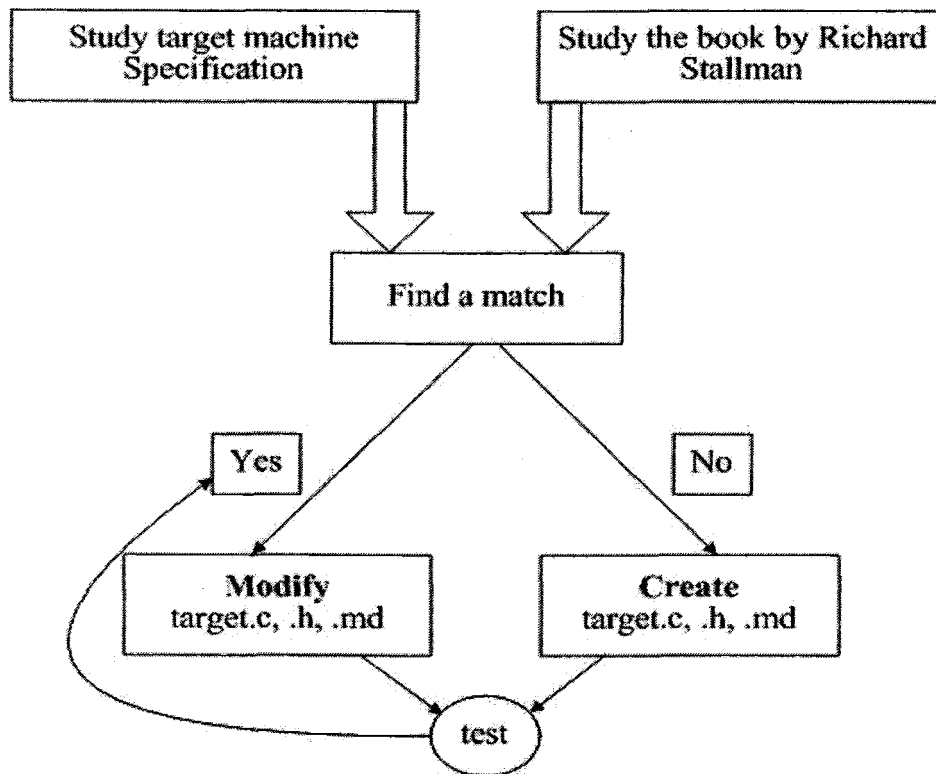 Study target machine
Specification
Study the book by Richard
Stallman
Find a match
Yes
No
Modify
target.c, .h, .md
Create
target.c, .h, .md
test